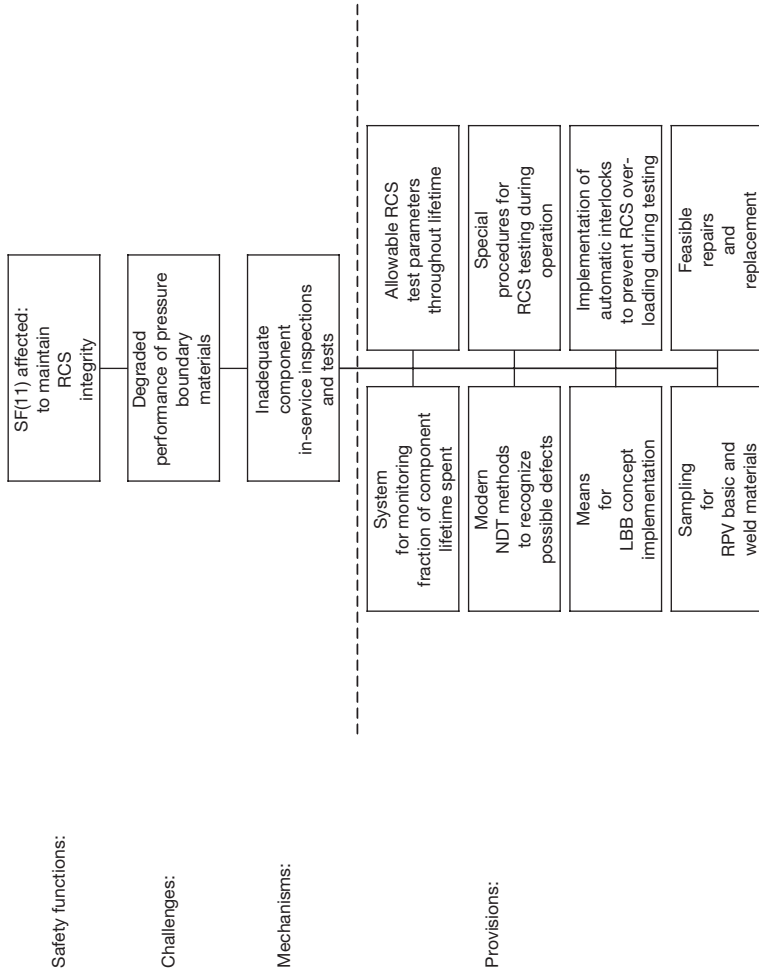 Safety functions:
SF(11) affected:
to maintain
RCS
integrity
Challenges:
Degraded
performance of pressure
boundary
materials
Mechanisms:
Inadequate
component
in-service inspections
and tests
Provisions:
System
for monitoring
fraction of component
lifetime spent
Allowable RCS
test parameters
throughout lifetime
Modern
NDT methods
to recognize
possible defects
Special
procedures for
RCS testing during
operation
Means
for
LBB concept
implementation
Implementation of
automatic interlocks
to prevent RCS over-
loading during testing
Sampling
for
RPV basic and
weld materials
Feasible
repairs
and
replacement